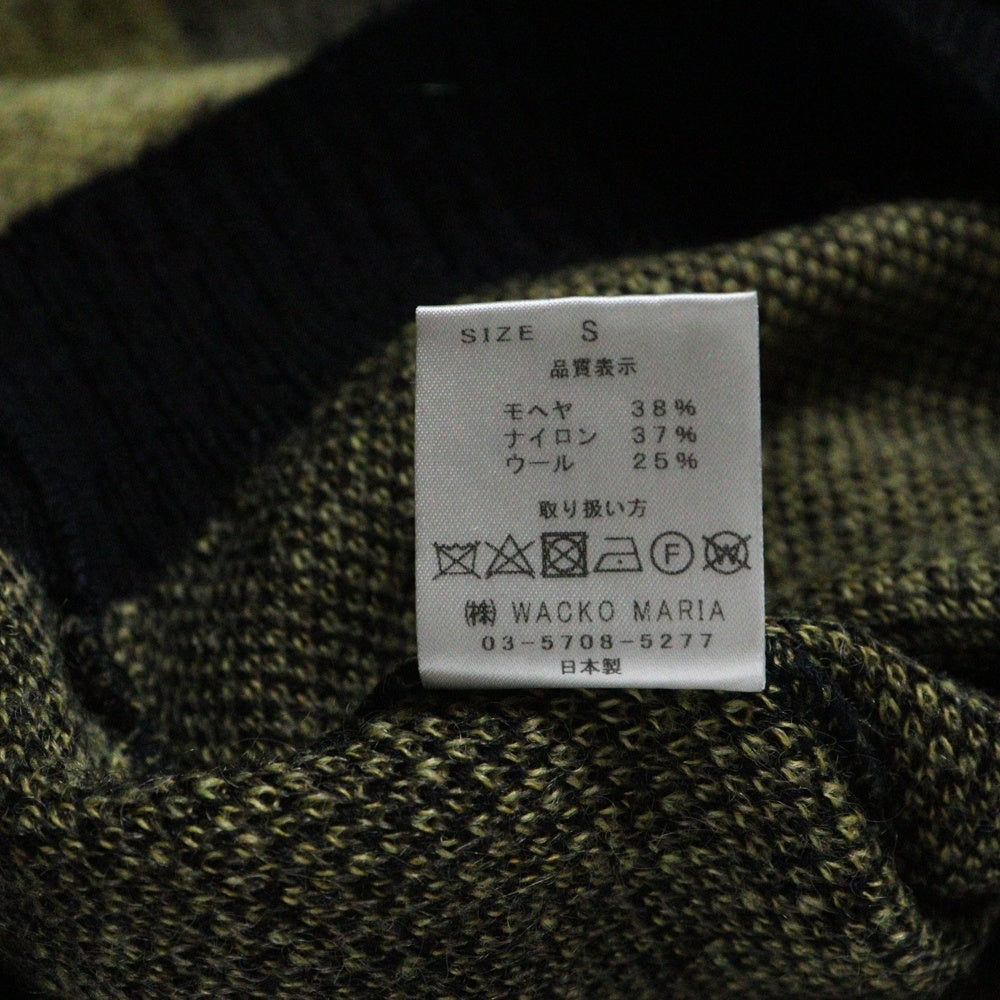 SIZE S
品質表示
モヘヤ 38%
ナイロン 37%
ウール 25%
取り扱い方
F W
㈱ WACKO MARIA
03-5708-5277
日本製